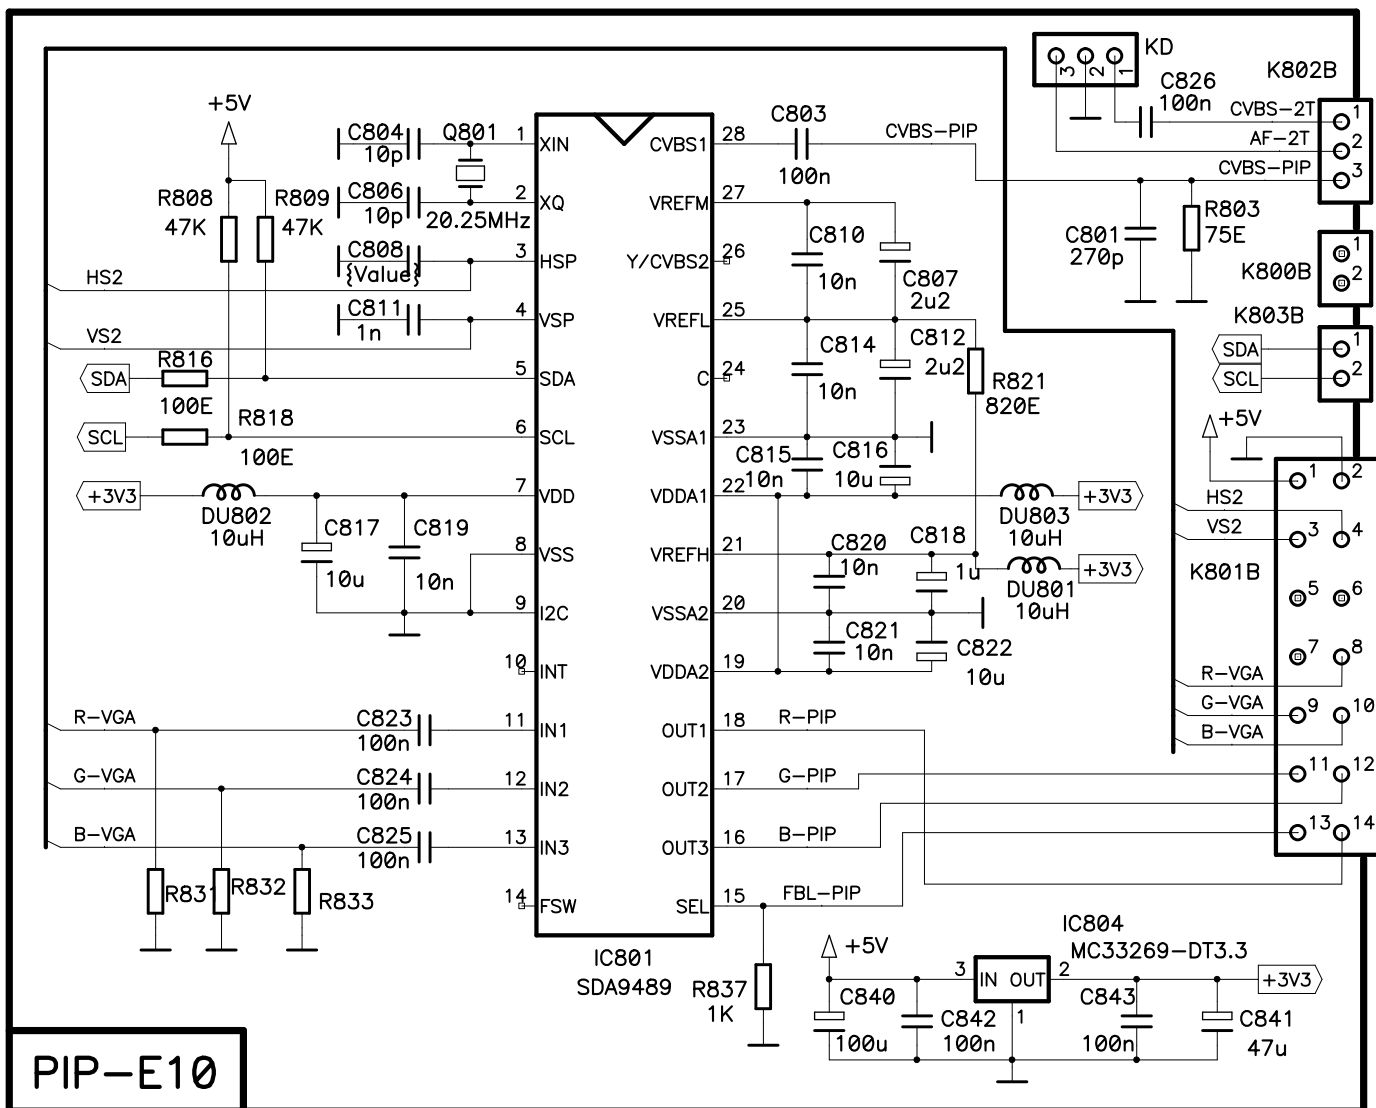 KD
3 2 1
K802B
C826
100n
CVBS-2T
1
AF-2T
2
CVBS-PIP
3
+5V
C804
10p
Q801
1
XIN
CVBS1
28
C803
100n
CVBS-PIP
R808
47K
R809
47K
C806
10p
20.25MHz
2
XQ
VREFM
27
C810
10n
C807
2u2
C801
270p
R803
75E
K800B
1
2
C808
{Value}
3
HSP
Y/CVBS2
26
HS2
C811
1n
4
VSP
VREFL
25
VS2
K803B
SDA
1
SCL
2
C814
10n
C812
2u2
R821
820E
SDA
R816
100E
5
SDA
C
24
SCL
R818
100E
6
SCL
VSSA1
23
C815
10n
C816
10u
+5V
+3V3
DU802
10uH
7
VDD
VDDA1
22
DU803
10uH
+3V3
C817
10u
C819
10n
8
VSS
VREFH
21
C820
10n
C818
1u
DU801
10uH
+3V3
9
I2C
VSSA2
20
C821
10n
C822
10u
10
INT
VDDA2
19
K801B
1 2
HS2
VS2
3 4
5 6
7 8
R-VGA
G-VGA
9 10
B-VGA
11 12
13 14
R-VGA
C823
100n
11
IN1
OUT1
18
R-PIP
G-VGA
C824
100n
12
IN2
OUT2
17
G-PIP
B-VGA
C825
100n
13
IN3
OUT3
16
B-PIP
R831
R832
R833
14
FSW
SEL
15
FBL-PIP
IC801
SDA9489
R837
1K
+5V
IC804
MC33269-DT3.3
3
IN OUT
2
1
+3V3
C840
100u
C842
100n
C843
100n
C841
47u
PIP-E10